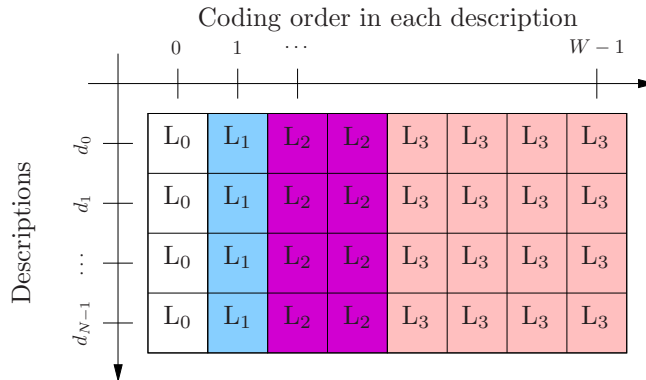 Coding order in each description
0 1 ⋯ W − 1
Descriptions
d₀ L₀ L₁ L₂ L₂ L₃ L₃ L₃ L₃
d₁ L₀ L₁ L₂ L₂ L₃ L₃ L₃ L₃
⋯ L₀ L₁ L₂ L₂ L₃ L₃ L₃ L₃
d_{N−1} L₀ L₁ L₂ L₂ L₃ L₃ L₃ L₃